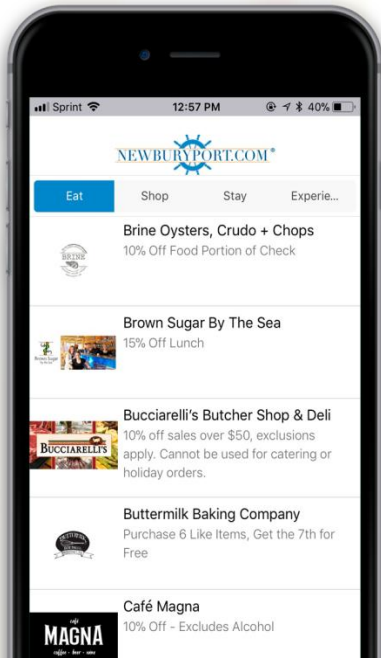 Sprint 12:57 PM 40%
NEWBURYPORT.COM®
Eat Shop Stay Experie...
Brine Oysters, Crudo + Chops
10% Off Food Portion of Check
BRINE
Brown Sugar By The Sea
15% Off Lunch
Brown Sugar
Bucciarelli's Butcher Shop & Deli
10% off sales over $50, exclusions
apply. Cannot be used for catering or
holiday orders.
BUCCIARELLI'S
Buttermilk Baking Company
Purchase 6 Like Items, Get the 7th for
Free
Café Magna
10% Off - Excludes Alcohol
café
MAGNA
coffee - beer - wine